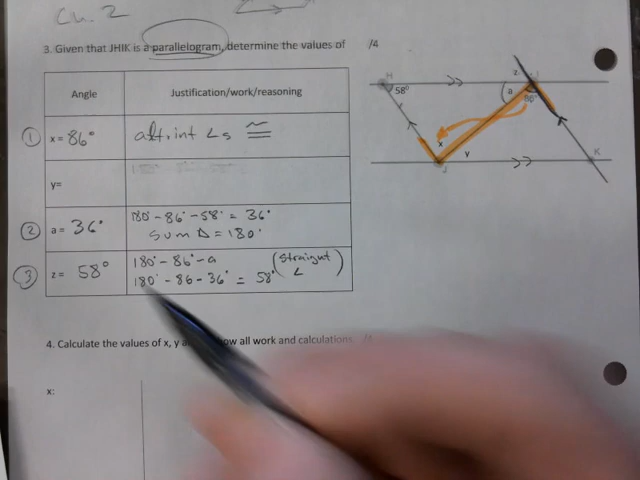 Ch. 2
3. Given that JHIK is a parallelogram, determine the values of /4
Angle
Justification/work/reasoning
① x = 86°
alt. int ∠s ≅
y=
② a = 36°
180° - 86° - 58° = 36°
Sum Δ = 180°
③ z = 58°
180° - 86° - a (Straight ∠)
180° - 86 - 36° = 58°
4. Calculate the values of x, y all work and calculations.
x:
H
58°
z
a
86°
x
y
J
K